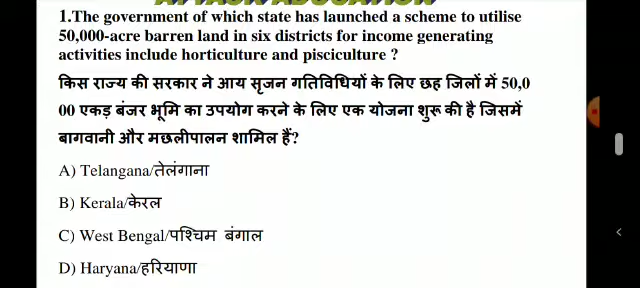 1.The government of which state has launched a scheme to utilise
50,000-acre barren land in six districts for income generating
activities include horticulture and pisciculture ?
किस राज्य की सरकार ने आय सृजन गतिविधियों के लिए छह जिलों में 50,0
00 एकड़ बंजर भूमि का उपयोग करने के लिए एक योजना शुरू की है जिसमें
बागवानी और मछलीपालन शामिल हैं?
A) Telangana/तेलंगाना
B) Kerala/केरल
C) West Bengal/पश्चिम बंगाल
D) Haryana/हरियाणा